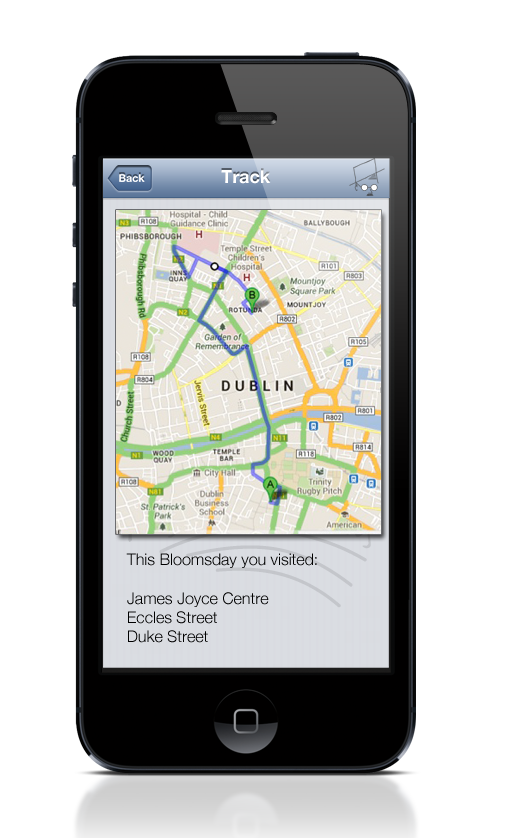 Back
Track
N3
R108
Hospital - Child
Guidance Clinic
BALLYBOUGH
H
PHIBSBOROUGH
Temple Street
Children's
Hospital
R101
R803
INNS
QUAY
H
Phibsborough Rd
Mountjoy
Square Park
B
ROTUNDA
MOUNTJOY
N2
R802
Garden of
Remembrance
R105
R108
R804
DUBLIN
Jervis Street
Church Street
D
R801
R802
N4
N11
R814
N1
WOOD
QUAY
TEMPLE
BAR
R118
City Hall
Trinity
Rugby Pitch
A
R108
N81
Dublin
Business
School
St. Patrick's
Park
American
This Bloomsday you visited:
James Joyce Centre
Eccles Street
Duke Street